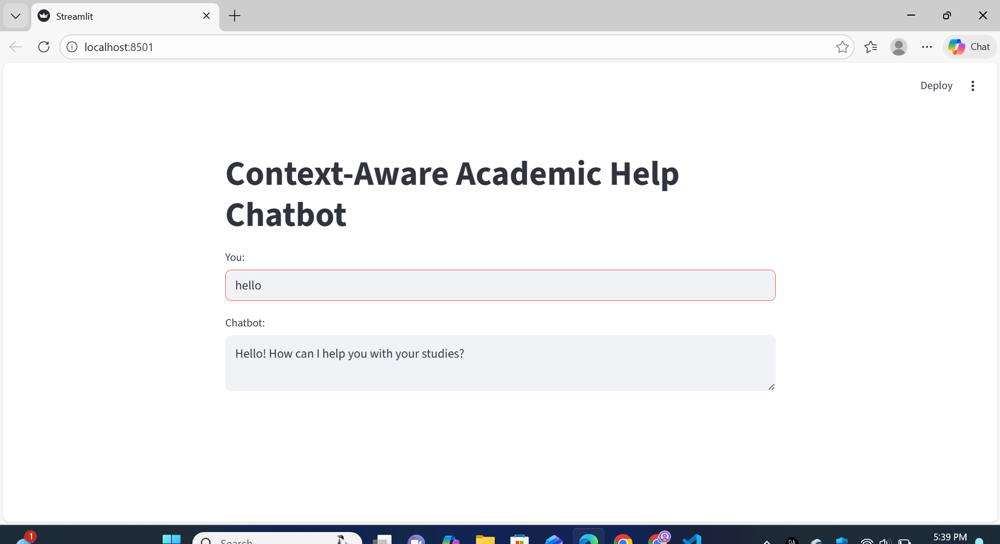 Streamlit
localhost:8501
Chat
Deploy
Context-Aware Academic Help
Chatbot
You:
hello
Chatbot:
Hello! How can I help you with your studies?
1
Search
5:39 PM